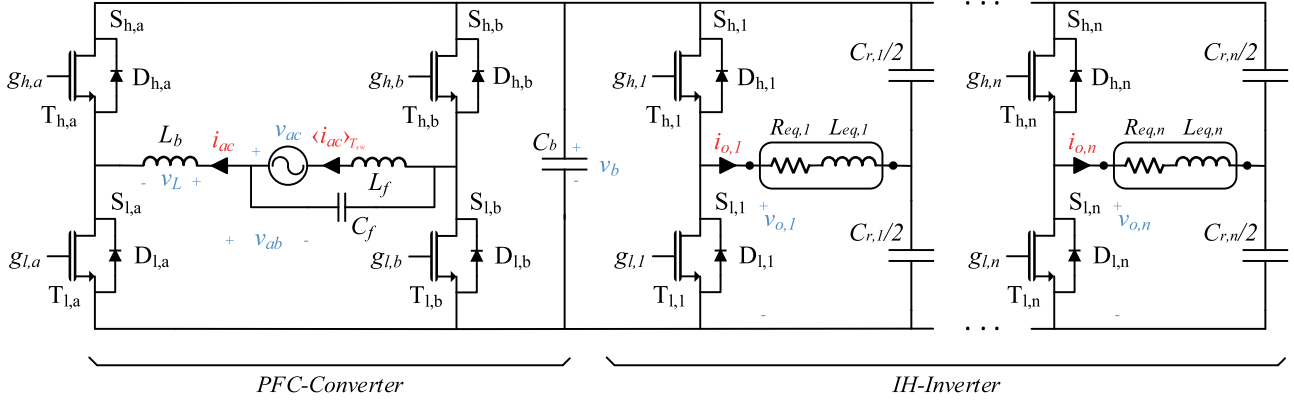 S_{h,a} S_{h,b} S_{h,1} · · · S_{h,n}
g_{h,a} D_{h,a} g_{h,b} D_{h,b} g_{h,1} D_{h,1} C_{r,1}/2 g_{h,n} D_{h,n} C_{r,n}/2
T_{h,a} T_{h,b} T_{h,1} T_{h,n}
L_b i_{ac} + v_{ac} ‹i_{ac}›_{T_{sw}} L_f C_b + v_b - i_{o,1} R_{eq,1} L_{eq,1} i_{o,n} R_{eq,n} L_{eq,n}
- v_L +
S_{l,a} C_f S_{l,b} S_{l,1} + v_{o,1} S_{l,n} + v_{o,n}
+ v_{ab} -
g_{l,a} D_{l,a} g_{l,b} D_{l,b} g_{l,1} D_{l,1} C_{r,1}/2 g_{l,n} D_{l,n} C_{r,n}/2
T_{l,a} T_{l,b} T_{l,1} - T_{l,n} -
· · ·
PFC-Converter IH-Inverter